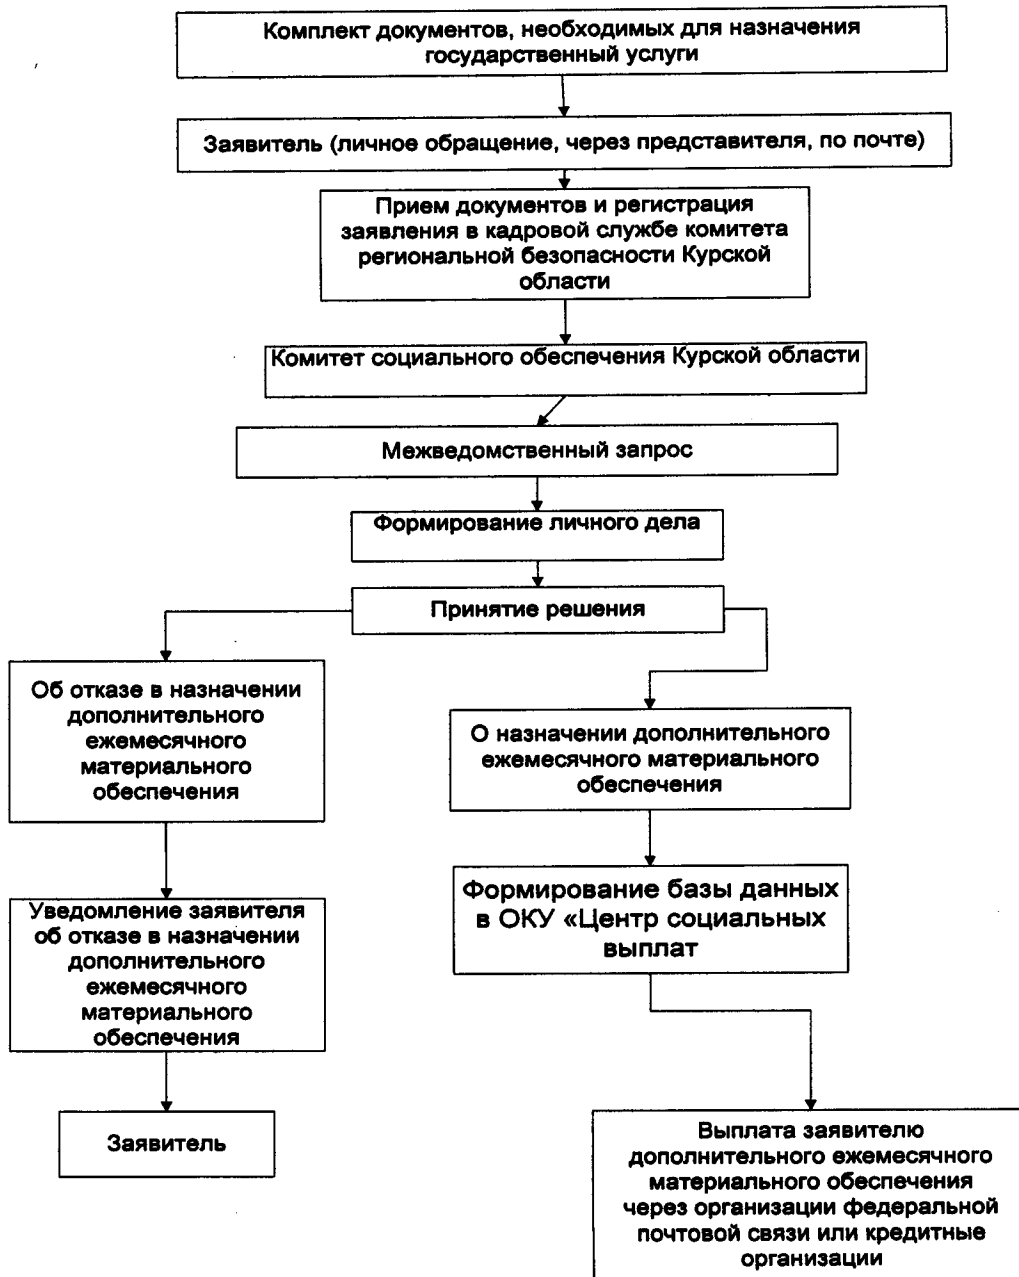 Комплект документов, необходимых для назначения
государственный услуги
Заявитель (личное обращение, через представителя, по почте)
Прием документов и регистрация
заявления в кадровой службе комитета
региональной безопасности Курской
области
Комитет социального обеспечения Курской области
Межведомственный запрос
Формирование личного дела
Принятие решения
Об отказе в назначении
дополнительного
ежемесячного
материального
обеспечения
О назначении дополнительного
ежемесячного материального
обеспечения
Уведомление заявителя
об отказе в назначении
дополнительного
ежемесячного
материального
обеспечения
Формирование базы данных
в ОКУ «Центр социальных
выплат
Заявитель
Выплата заявителю
дополнительного ежемесячного
материального обеспечения
через организации федеральной
почтовой связи или кредитные
организации